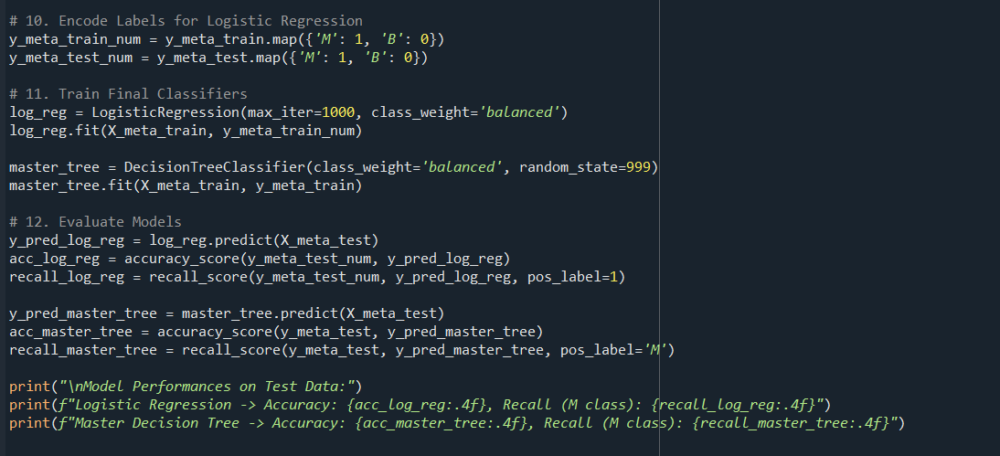 # 10. Encode Labels for Logistic Regression
y_meta_train_num = y_meta_train.map({'M': 1, 'B': 0})
y_meta_test_num = y_meta_test.map({'M': 1, 'B': 0})
# 11. Train Final Classifiers
log_reg = LogisticRegression(max_iter=1000, class_weight='balanced')
log_reg.fit(X_meta_train, y_meta_train_num)
master_tree = DecisionTreeClassifier(class_weight='balanced', random_state=999)
master_tree.fit(X_meta_train, y_meta_train)
# 12. Evaluate Models
y_pred_log_reg = log_reg.predict(X_meta_test)
acc_log_reg = accuracy_score(y_meta_test_num, y_pred_log_reg)
recall_log_reg = recall_score(y_meta_test_num, y_pred_log_reg, pos_label=1)
y_pred_master_tree = master_tree.predict(X_meta_test)
acc_master_tree = accuracy_score(y_meta_test, y_pred_master_tree)
recall_master_tree = recall_score(y_meta_test, y_pred_master_tree, pos_label='M')
print("\nModel Performances on Test Data:")
print(f"Logistic Regression -> Accuracy: {acc_log_reg:.4f}, Recall (M class): {recall_log_reg:.4f}")
print(f"Master Decision Tree -> Accuracy: {acc_master_tree:.4f}, Recall (M class): {recall_master_tree:.4f}")